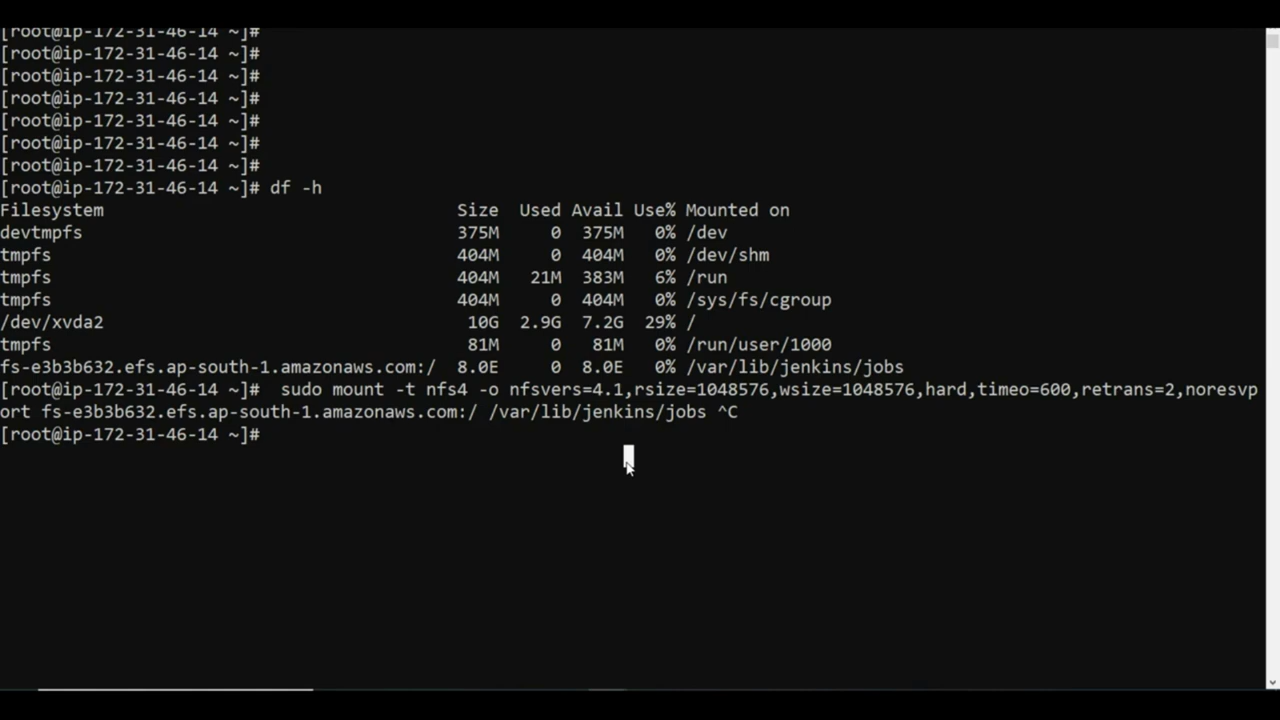 [root@ip-172-31-46-14 ~]#
[root@ip-172-31-46-14 ~]#
[root@ip-172-31-46-14 ~]#
[root@ip-172-31-46-14 ~]#
[root@ip-172-31-46-14 ~]#
[root@ip-172-31-46-14 ~]#
[root@ip-172-31-46-14 ~]#
[root@ip-172-31-46-14 ~]# df -h
Filesystem                                  Size  Used Avail Use% Mounted on
devtmpfs                                    375M     0  375M   0% /dev
tmpfs                                       404M     0  404M   0% /dev/shm
tmpfs                                       404M   21M  383M   6% /run
tmpfs                                       404M     0  404M   0% /sys/fs/cgroup
/dev/xvda2                                   10G  2.9G  7.2G  29% /
tmpfs                                        81M     0   81M   0% /run/user/1000
fs-e3b3b632.efs.ap-south-1.amazonaws.com:/  8.0E     0  8.0E   0% /var/lib/jenkins/jobs
[root@ip-172-31-46-14 ~]#  sudo mount -t nfs4 -o nfsvers=4.1,rsize=1048576,wsize=1048576,hard,timeo=600,retrans=2,noresvp
ort fs-e3b3b632.efs.ap-south-1.amazonaws.com:/ /var/lib/jenkins/jobs ^C
[root@ip-172-31-46-14 ~]#